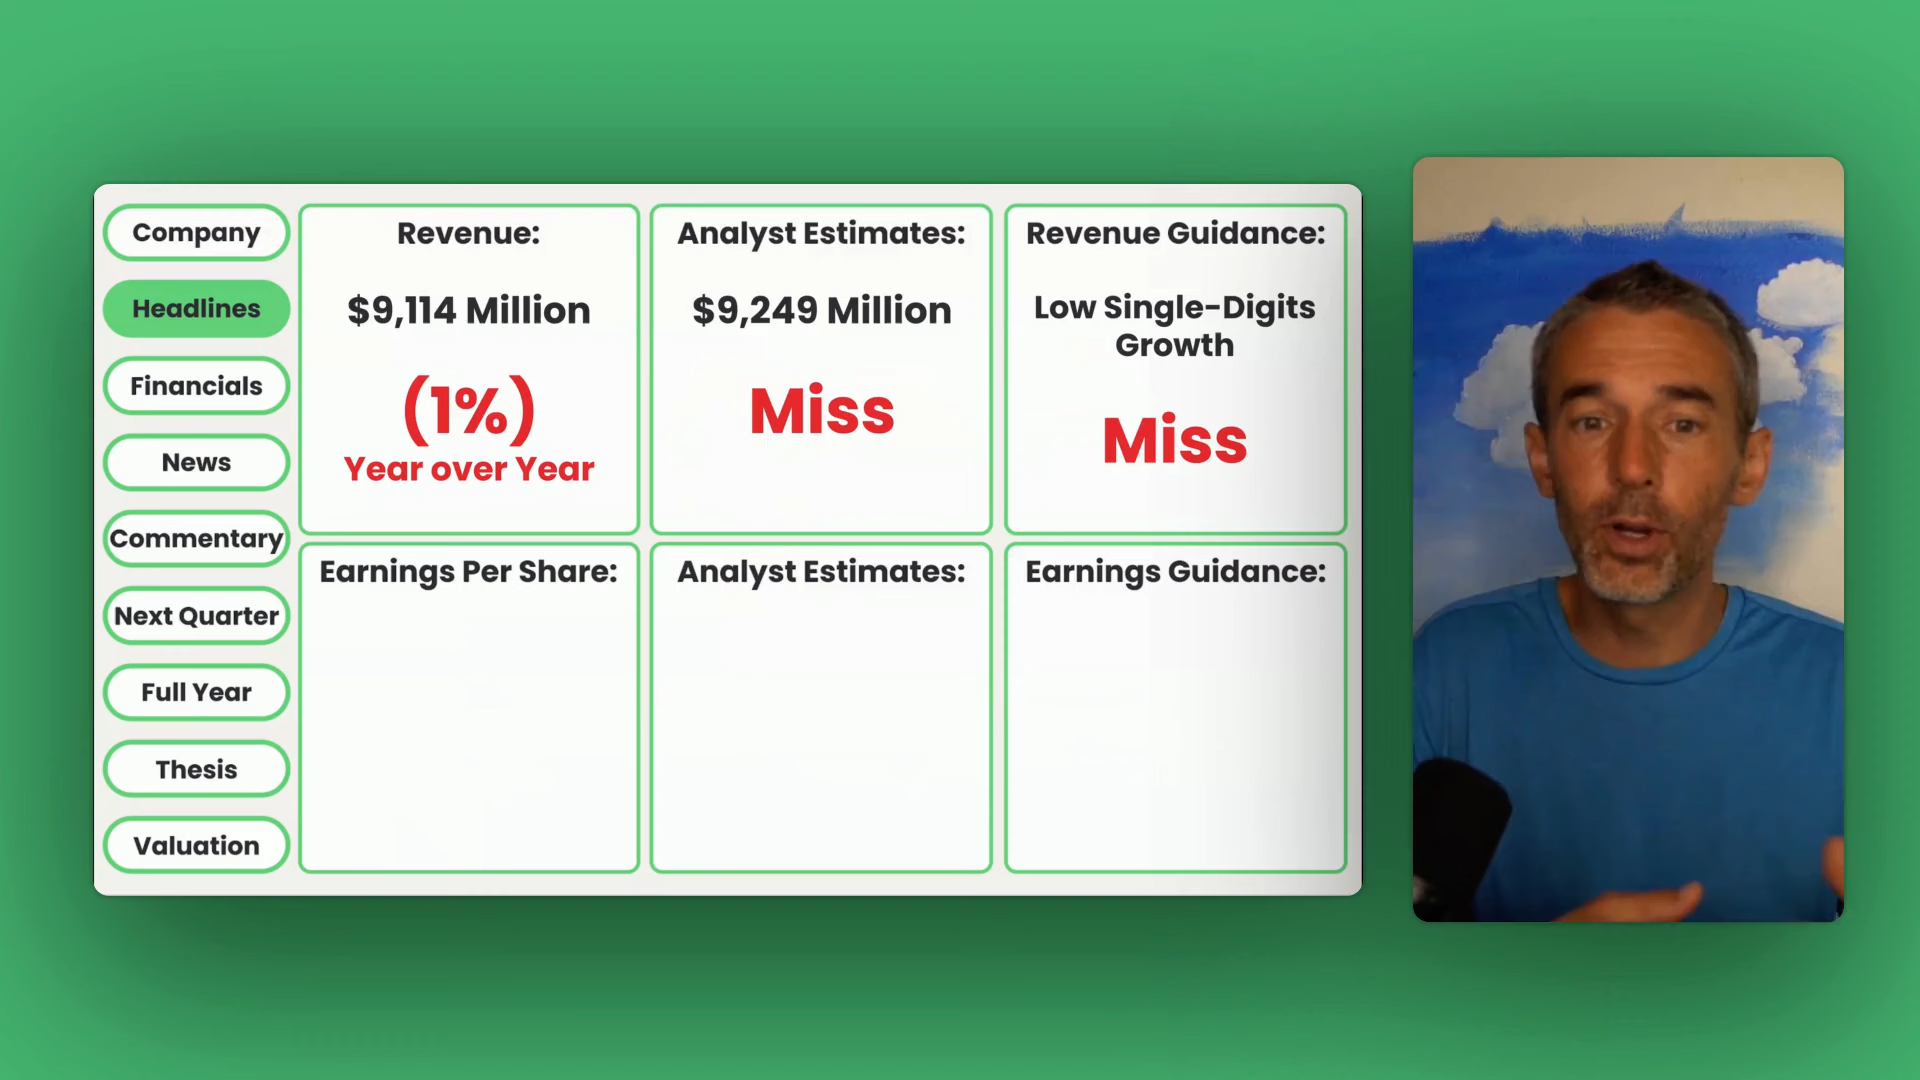 Company
Headlines
Financials
News
Commentary
Next Quarter
Full Year
Thesis
Valuation
Revenue:
$9,114 Million
(1%)
Year over Year
Analyst Estimates:
$9,249 Million
Miss
Revenue Guidance:
Low Single-Digits
Growth
Miss
Earnings Per Share:
Analyst Estimates:
Earnings Guidance: